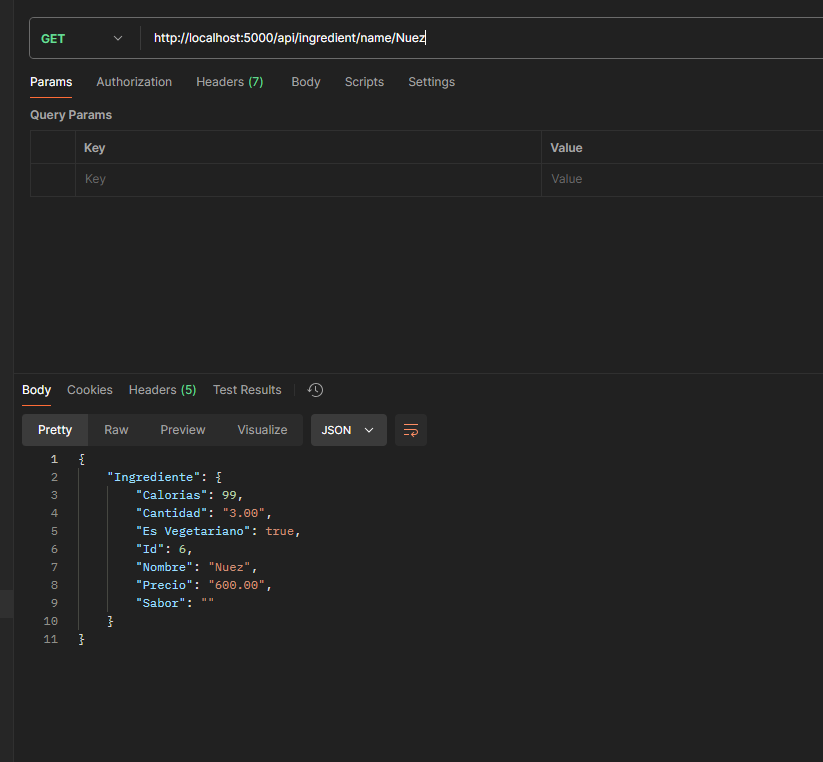 GET http://localhost:5000/api/ingredient/name/Nuez
Params Authorization Headers (7) Body Scripts Settings
Query Params
Key Value
Key Value
Body Cookies Headers (5) Test Results
Pretty Raw Preview Visualize JSON
1 {
2 "Ingrediente": {
3 "Calorias": 99,
4 "Cantidad": "3.00",
5 "Es Vegetariano": true,
6 "Id": 6,
7 "Nombre": "Nuez",
8 "Precio": "600.00",
9 "Sabor": ""
10 }
11 }